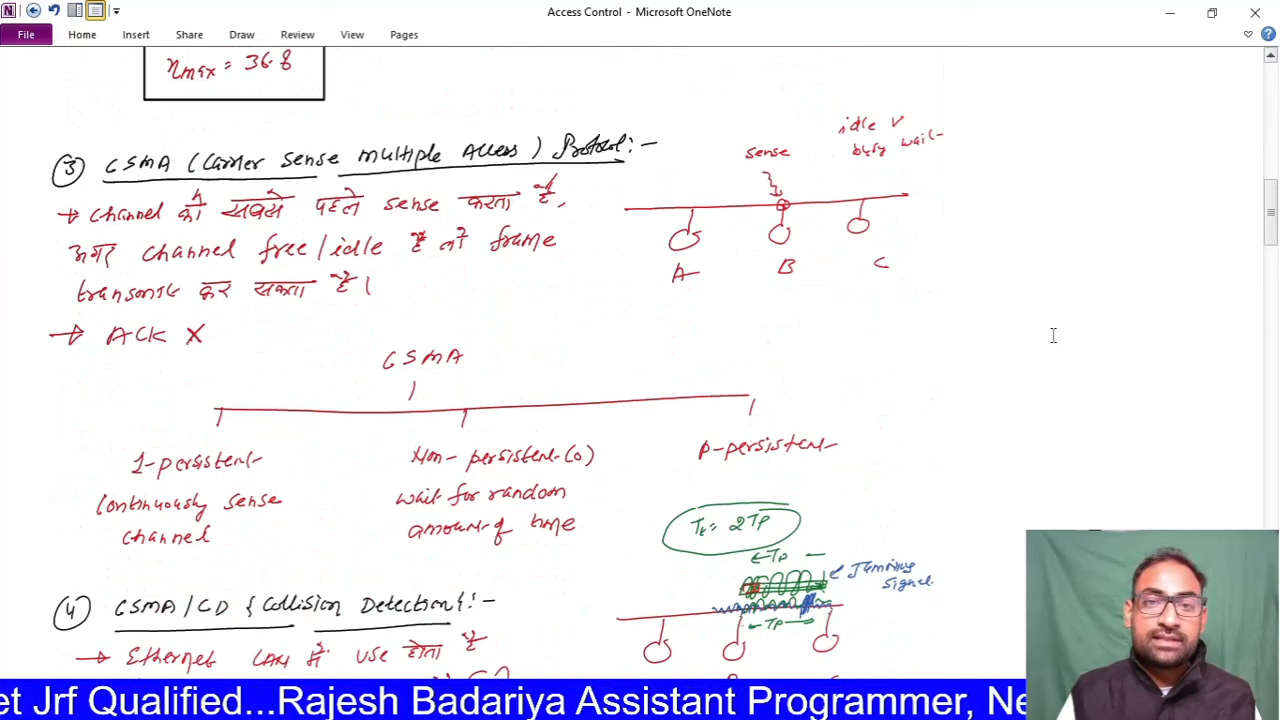 Access Control - Microsoft OneNote
File Home Insert Share Draw Review View Pages
ηmax = 36.8
③ CSMA (Carrier Sense Multiple Access) Protocol:-
→ channel को सबसे पहले sense करता है,
अगर channel free/idle है तो frame
transmit कर सकता है।
→ ACK X
sense
idle
busy wait
A B C
CSMA
1-persistent
continuously sense
channel
Non-persistent (0)
wait for random
amount of time
p-persistent
④ CSMA/CD {Collision Detection}:-
→ Ethernet LAN में use होता है
Tt = 2TP
←TP
Jamming
Signal
←TP→
et Jrf Qualified...Rajesh Badariya Assistant Programmer, Ne